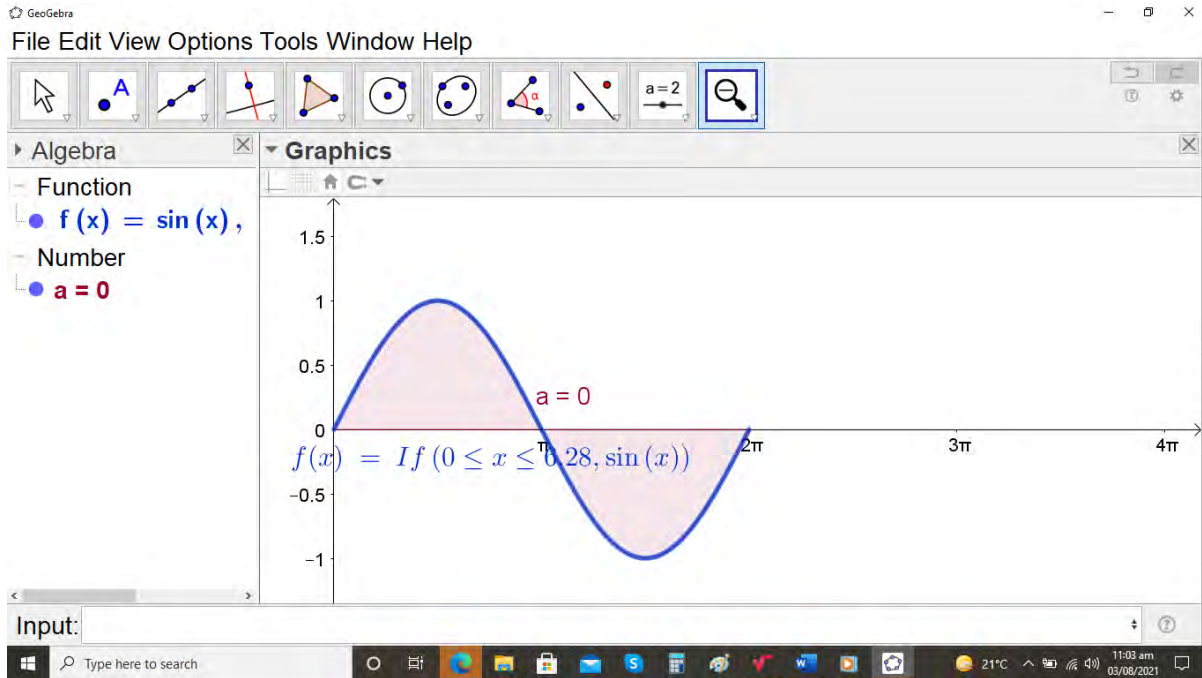 GeoGebra
File Edit View Options Tools Window Help
A
α
a=2
Algebra
Graphics
Function
f (x) = sin (x) ,
Number
a = 0
1.5
1
0.5
0
−0.5
−1
a = 0
π
2π
3π
4π
f(x) = If (0 ≤ x ≤ 6.28, sin (x))
Input:
Type here to search
21°C
11:03 am
03/08/2021